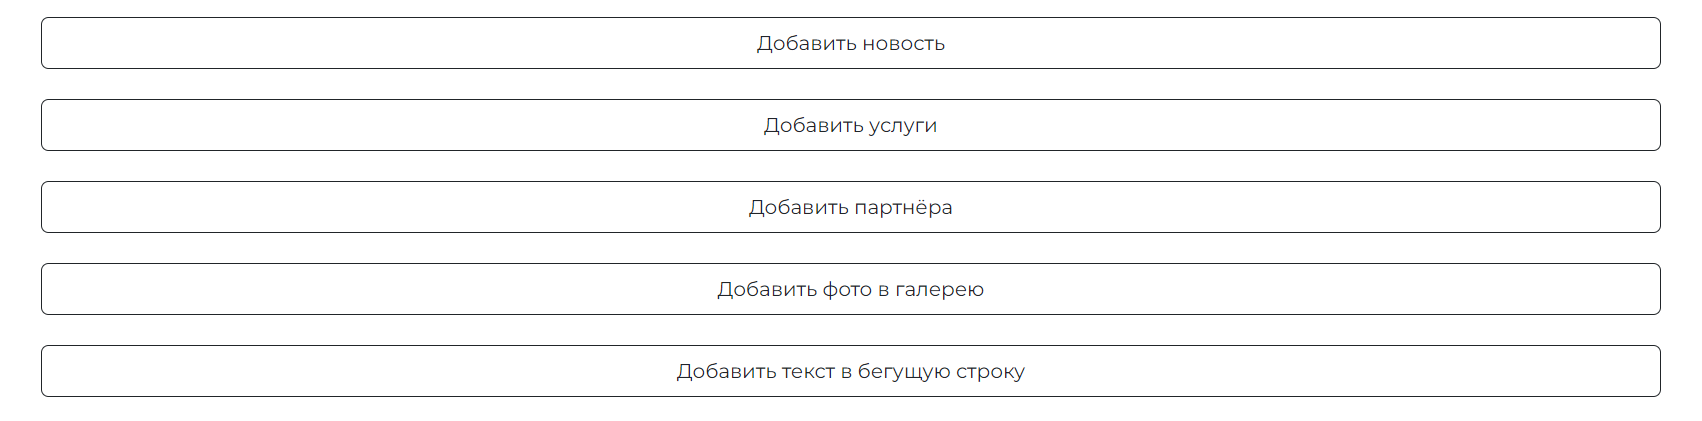 Добавить новость
Добавить услуги
Добавить партнёра
Добавить фото в галерею
Добавить текст в бегущую строку